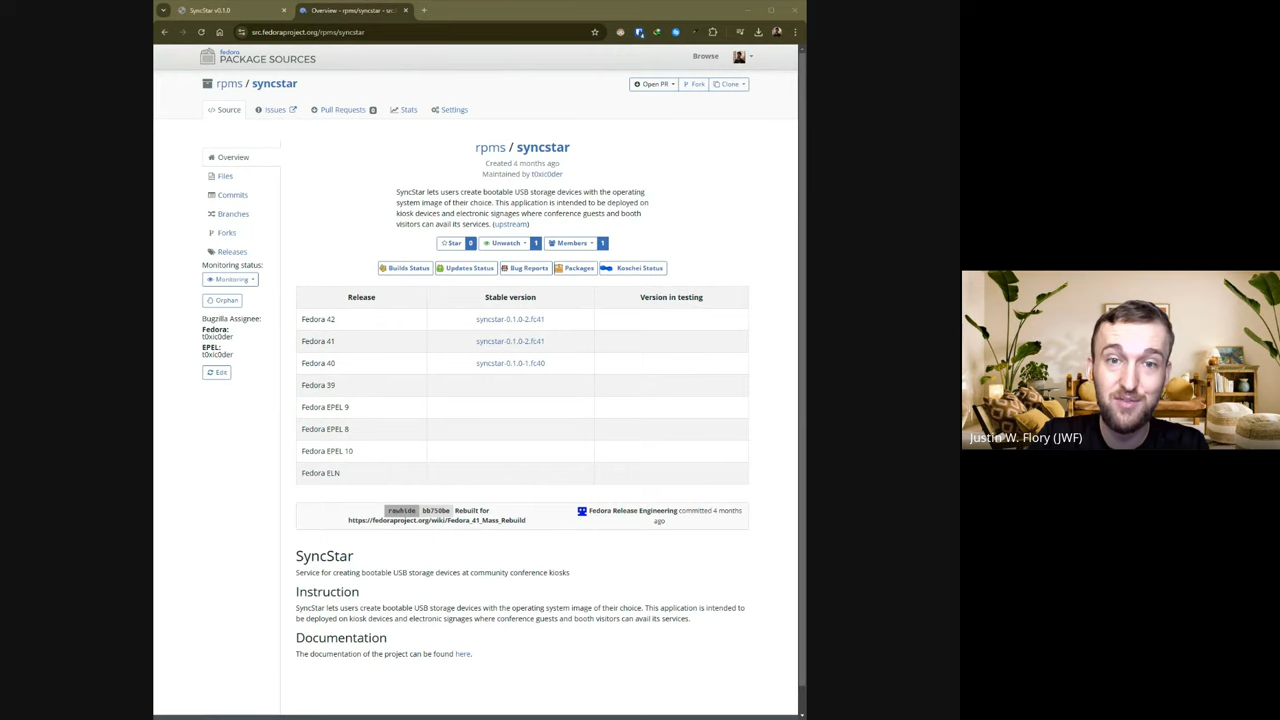 SyncStar v0.1.0
Overview - rpms/syncstar - src
src.fedoraproject.org/rpms/syncstar
fedora
PACKAGE SOURCES
Browse
rpms / syncstar
Open PR
Fork
Clone
Source
Issues
Pull Requests 0
Stats
Settings
Overview
Files
Commits
Branches
Forks
Releases
Monitoring status:
Monitoring
Orphan
Bugzilla Assignee:
Fedora:
t0xic0der
EPEL:
t0xic0der
Edit
rpms / syncstar
Created 4 months ago
Maintained by t0xic0der
SyncStar lets users create bootable USB storage devices with the operating
system image of their choice. This application is intended to be deployed on
kiosk devices and electronic signages where conference guests and booth
visitors can avail its services. (upstream)
Star 0 Unwatch 1 Members 1
Builds Status Updates Status Bug Reports Packages Koschei Status
Release Stable version Version in testing
Fedora 42 syncstar-0.1.0-2.fc41
Fedora 41 syncstar-0.1.0-2.fc41
Fedora 40 syncstar-0.1.0-1.fc40
Fedora 39
Fedora EPEL 9
Fedora EPEL 8
Fedora EPEL 10
Fedora ELN
rawhide bb750be Rebuilt for
https://fedoraproject.org/wiki/Fedora_41_Mass_Rebuild
Fedora Release Engineering committed 4 months
ago
SyncStar
Service for creating bootable USB storage devices at community conference kiosks
Instruction
SyncStar lets users create bootable USB storage devices with the operating system image of their choice. This application is intended to
be deployed on kiosk devices and electronic signages where conference guests and booth visitors can avail its services.
Documentation
The documentation of the project can be found here.
Justin W. Flory (JWF)